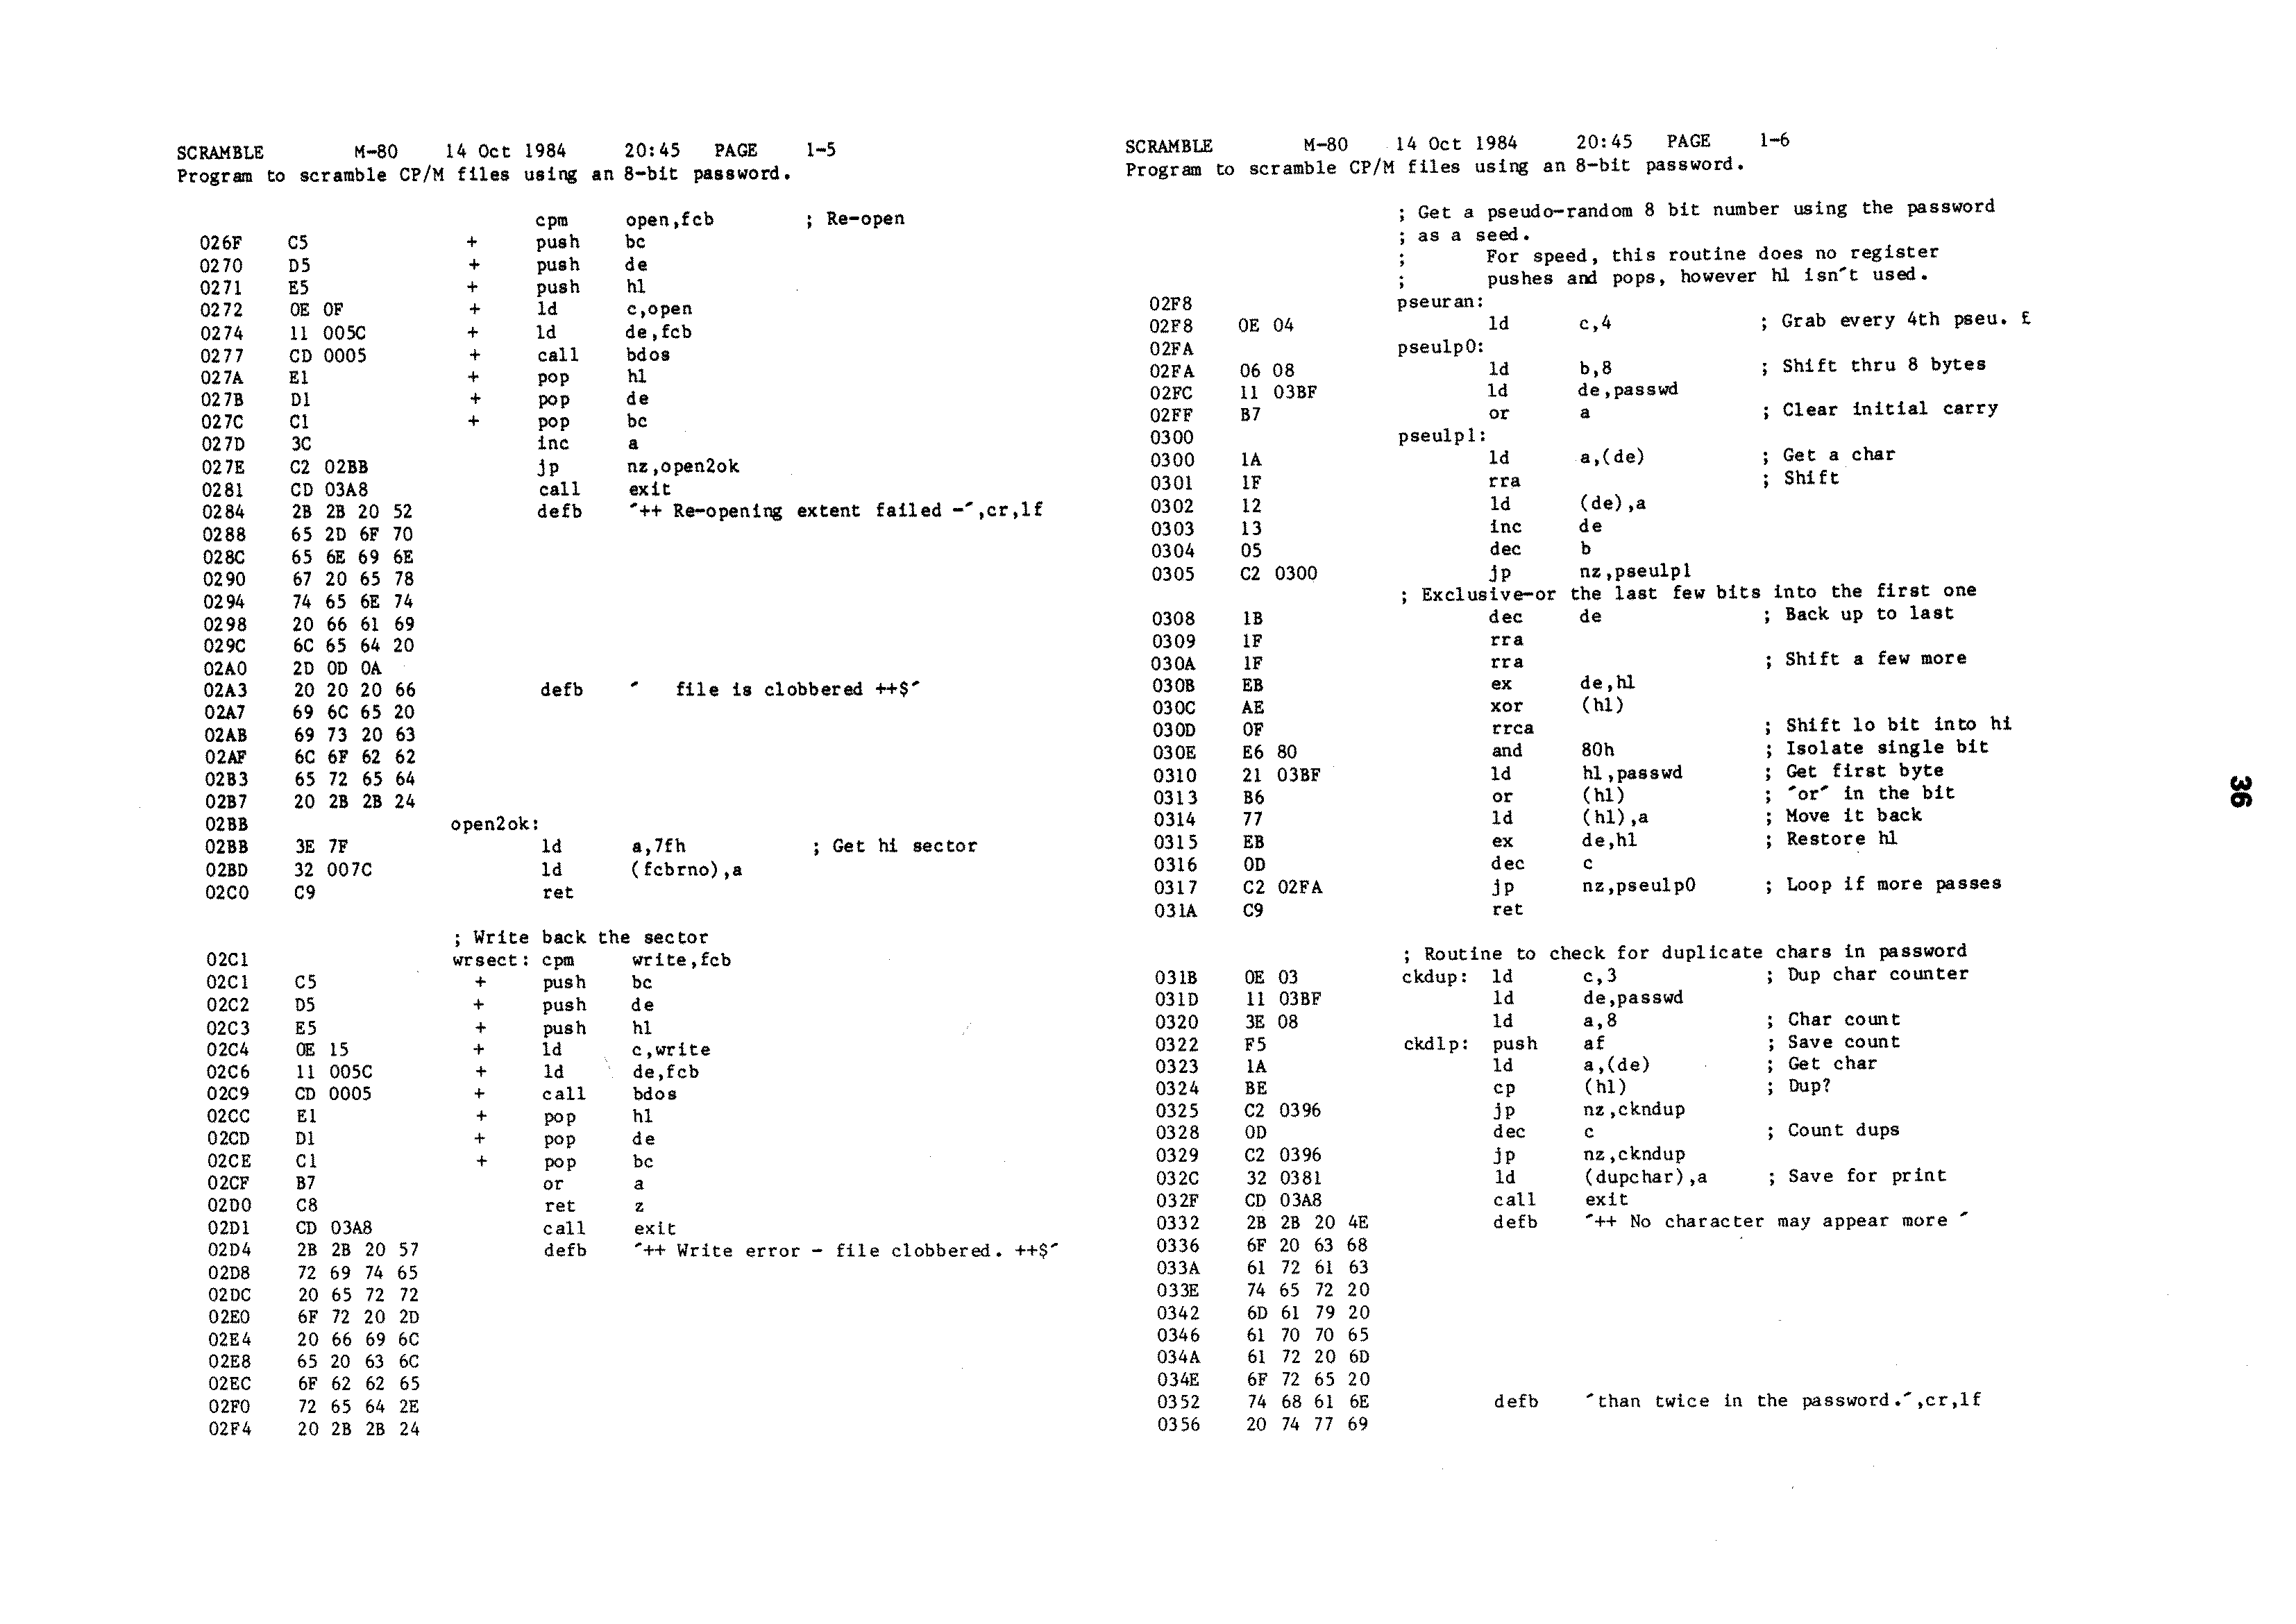 SCRAMBLE M-80 14 Oct 1984 20:45 PAGE 1-5
Program to scramble CP/M files using an 8-bit password.
cpm open,fcb ; Re-open
026F C5 + push bc
0270 D5 + push de
0271 E5 + push hl
0272 0E 0F + ld c,open
0274 11 005C + ld de,fcb
0277 CD 0005 + call bdos
027A E1 + pop hl
027B D1 + pop de
027C C1 + pop bc
027D 3C inc a
027E C2 02BB jp nz,open2ok
0281 CD 03A8 call exit
0284 2B 2B 20 52 defb ´++ Re-opening extent failed -´,cr,lf
0288 65 2D 6F 70
028C 65 6E 69 6E
0290 67 20 65 78
0294 74 65 6E 74
0298 20 66 61 69
029C 6C 65 64 20
02A0 2D 0D 0A
02A3 20 20 20 66 defb ´ file is clobbered ++$´
02A7 69 6C 65 20
02AB 69 73 20 63
02AF 6C 6F 62 62
02B3 65 72 65 64
02B7 20 2B 2B 24
02BB open2ok:
02BB 3E 7F ld a,7fh ; Get hi sector
02BD 32 007C ld (fcbrno),a
02C0 C9 ret
; Write back the sector
02C1 wrsect: cpm write,fcb
02C1 C5 + push bc
02C2 D5 + push de
02C3 E5 + push hl
02C4 0E 15 + ld c,write
02C6 11 005C + ld de,fcb
02C9 CD 0005 + call bdos
02CC E1 + pop hl
02CD D1 + pop de
02CE C1 + pop bc
02CF B7 or a
02D0 C8 ret z
02D1 CD 03A8 call exit
02D4 2B 2B 20 57 defb ´++ Write error - file clobbered. ++$´
02D8 72 69 74 65
02DC 20 65 72 72
02E0 6F 72 20 2D
02E4 20 66 69 6C
02E8 65 20 63 6C
02EC 6F 62 62 65
02F0 72 65 64 2E
02F4 20 2B 2B 24
SCRAMBLE M-80 14 Oct 1984 20:45 PAGE 1-6
Program to scramble CP/M files using an 8-bit password.
; Get a pseudo-random 8 bit number using the password
; as a seed.
; For speed, this routine does no register
; pushes and pops, however hl isn´t used.
02F8 pseuran:
02F8 0E 04 ld c,4 ; Grab every 4th pseu. £
02FA pseulp0:
02FA 06 08 ld b,8 ; Shift thru 8 bytes
02FC 11 03BF ld de,passwd
02FF B7 or a ; Clear initial carry
0300 pseulp1:
0300 1A ld a,(de) ; Get a char
0301 1F rra ; Shift
0302 12 ld (de),a
0303 13 inc de
0304 05 dec b
0305 C2 0300 jp nz,pseulp1
; Exclusive-or the last few bits into the first one
0308 1B dec de ; Back up to last
0309 1F rra
030A 1F rra ; Shift a few more
030B EB ex de,hl
030C AE xor (hl)
030D 0F rrca ; Shift lo bit into hi
030E E6 80 and 80h ; Isolate single bit
0310 21 03BF ld hl,passwd ; Get first byte
0313 B6 or (hl) ; ´or´ in the bit
0314 77 ld (hl),a ; Move it back
0315 EB ex de,hl ; Restore hl
0316 0D dec c
0317 C2 02FA jp nz,pseulp0 ; Loop if more passes
031A C9 ret
; Routine to check for duplicate chars in password
031B 0E 03 ckdup: ld c,3 ; Dup char counter
031D 11 03BF ld de,passwd
0320 3E 08 ld a,8 ; Char count
0322 F5 ckdlp: push af ; Save count
0323 1A ld a,(de) ; Get char
0324 BE cp (hl) ; Dup?
0325 C2 0396 jp nz,ckndup
0328 0D dec c ; Count dups
0329 C2 0396 jp nz,ckndup
032C 32 0381 ld (dupchar),a ; Save for print
032F CD 03A8 call exit
0332 2B 2B 20 4E defb ´++ No character may appear more ´
0336 6F 20 63 68
033A 61 72 61 63
033E 74 65 72 20
0342 6D 61 79 20
0346 61 70 70 65
034A 61 72 20 6D
034E 6F 72 65 20
0352 74 68 61 6E defb ´than twice in the password.´,cr,lf
0356 20 74 77 69
36